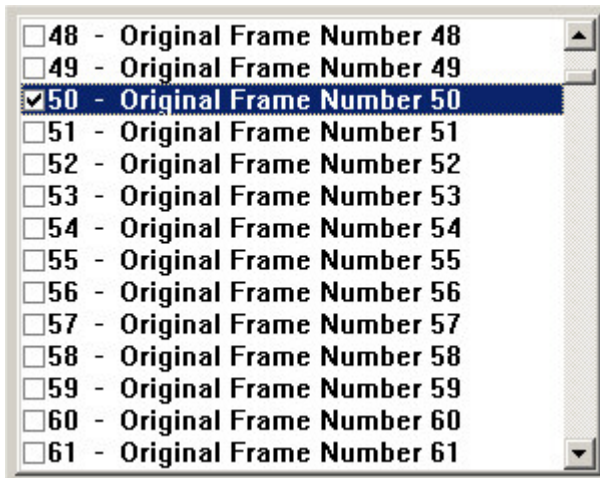 48 - Original Frame Number 48
49 - Original Frame Number 49
50 - Original Frame Number 50
51 - Original Frame Number 51
52 - Original Frame Number 52
53 - Original Frame Number 53
54 - Original Frame Number 54
55 - Original Frame Number 55
56 - Original Frame Number 56
57 - Original Frame Number 57
58 - Original Frame Number 58
59 - Original Frame Number 59
60 - Original Frame Number 60
61 - Original Frame Number 61